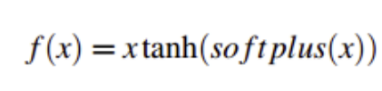 f(x) = x tanh(softplus(x))